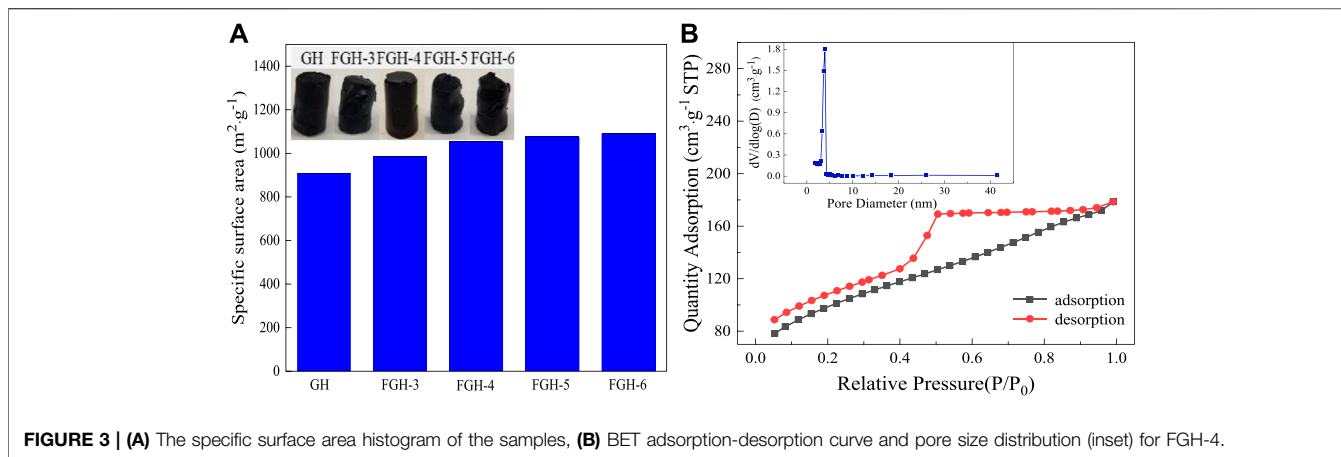 A
1400
1200
1000
800
600
400
200
0
Specific surface area (m²·g⁻¹)
GH FGH-3 FGH-4 FGH-5 FGH-6
GH FGH-3 FGH-4 FGH-5 FGH-6
B
280
240
200
160
120
80
Quantity Adsorption (cm³·g⁻¹ STP)
1.8
1.5
1.2
0.9
0.6
0.3
0.0
dV/dlog(D) (cm³ g⁻¹)
0 10 20 30 40
Pore Diameter (nm)
adsorption
desorption
0.0 0.2 0.4 0.6 0.8 1.0
Relative Pressure(P/P₀)
FIGURE 3 | (A) The specific surface area histogram of the samples, (B) BET adsorption-desorption curve and pore size distribution (inset) for FGH-4.